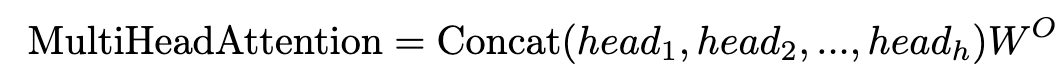 MultiHeadAttention = Concat(head₁, head₂, ..., headₕ)Wᴼ